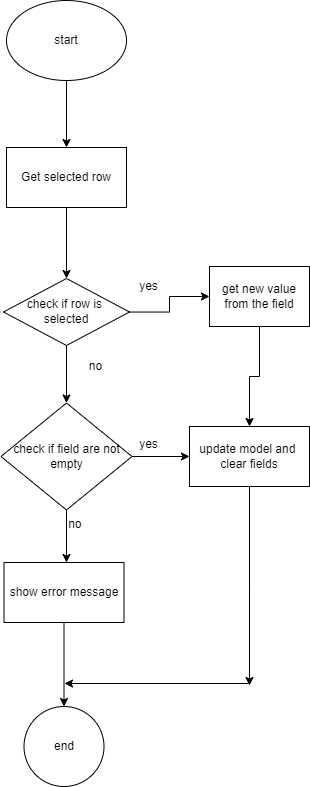 start
Get selected row
yes
get new value
from the field
check if row is
selected
no
check if field are not
empty
yes
update model and
clear fields
no
show error message
end